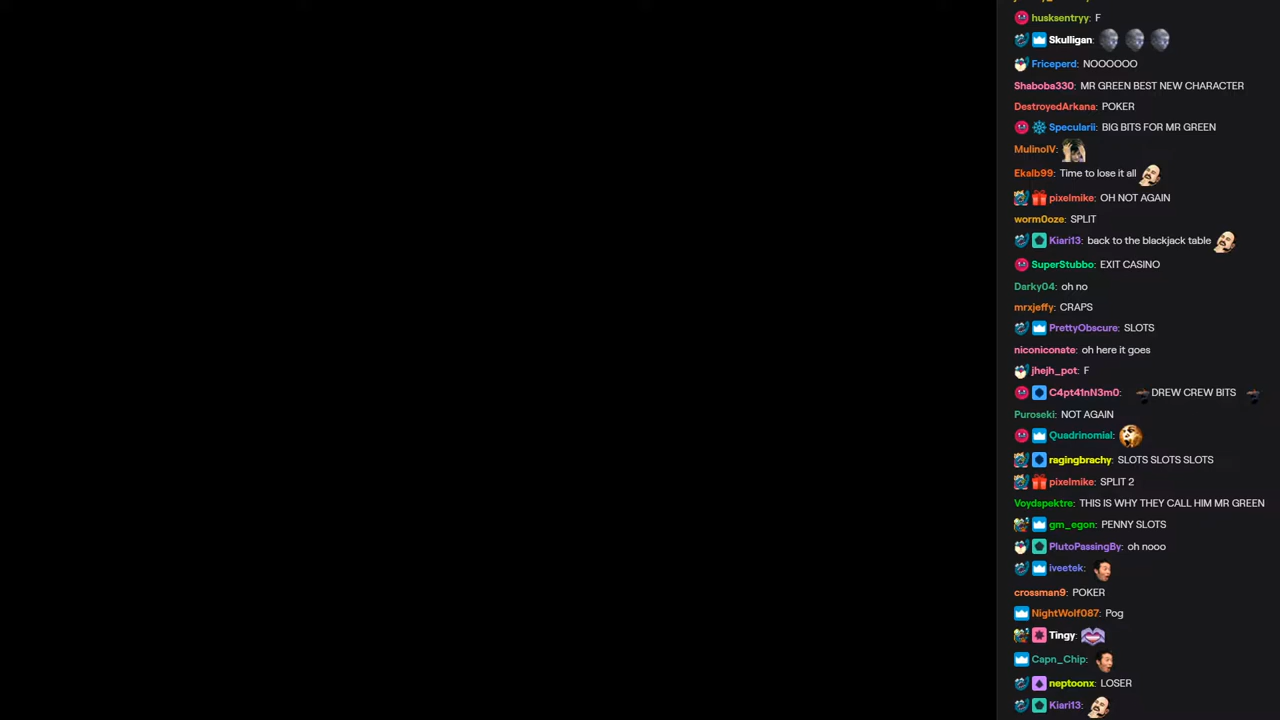 husksentryy: F
Skulligan:
Friceperd: NOOOOOO
Shaboba330: MR GREEN BEST NEW CHARACTER
DestroyedArkana: POKER
Specularii: BIG BITS FOR MR GREEN
MulinoIV:
Ekalb99: Time to lose it all
pixelmike: OH NOT AGAIN
worm0oze: SPLIT
Kiari13: back to the blackjack table
SuperStubbo: EXIT CASINO
Darky04: oh no
mrxjeffy: CRAPS
PrettyObscure: SLOTS
niconiconate: oh here it goes
jhejh_pot: F
C4pt41nN3m0: DREW CREW BITS
Puroseki: NOT AGAIN
Quadrinomial:
ragingbrachy: SLOTS SLOTS SLOTS
pixelmike: SPLIT 2
Voydspektre: THIS IS WHY THEY CALL HIM MR GREEN
gm_egon: PENNY SLOTS
PlutoPassingBy: oh nooo
iveetek:
crossman9: POKER
NightWolf087: Pog
Tingy:
Capn_Chip:
neptoonx: LOSER
Kiari13: